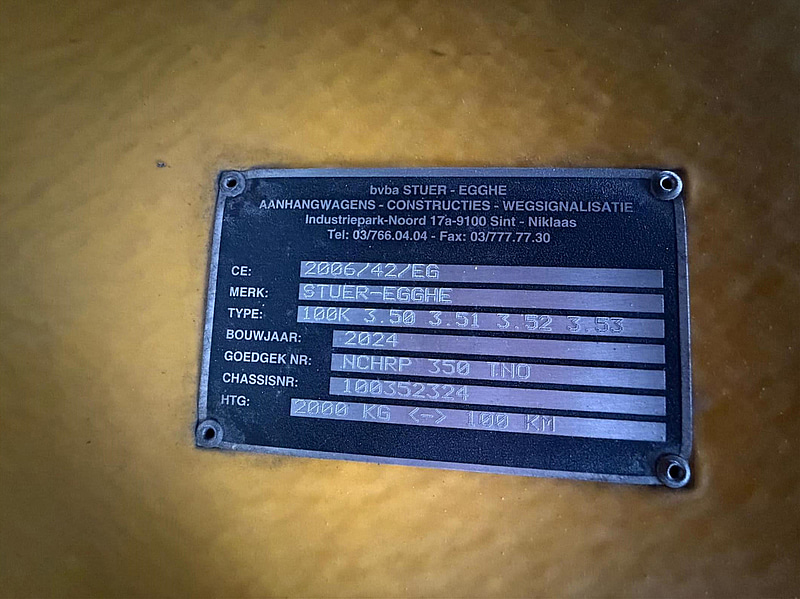 bvba STUER - EGGHE
AANHANGWAGENS - CONSTRUCTIES - WEGSIGNALISATIE
Industriepark-Noord 17a-9100 Sint - Niklaas
Tel: 03/766.04.04 - Fax: 03/777.77.30
CE: 2006/42/EG
MERK: STUER-EGGHE
TYPE: 100K 3.50 3.51 3.52 3.53
BOUWJAAR: 2024
GOEDGEK NR: NCHRP 350 TNO
CHASSISNR: 100352324
HTG: 2000 KG <-> 100 KM